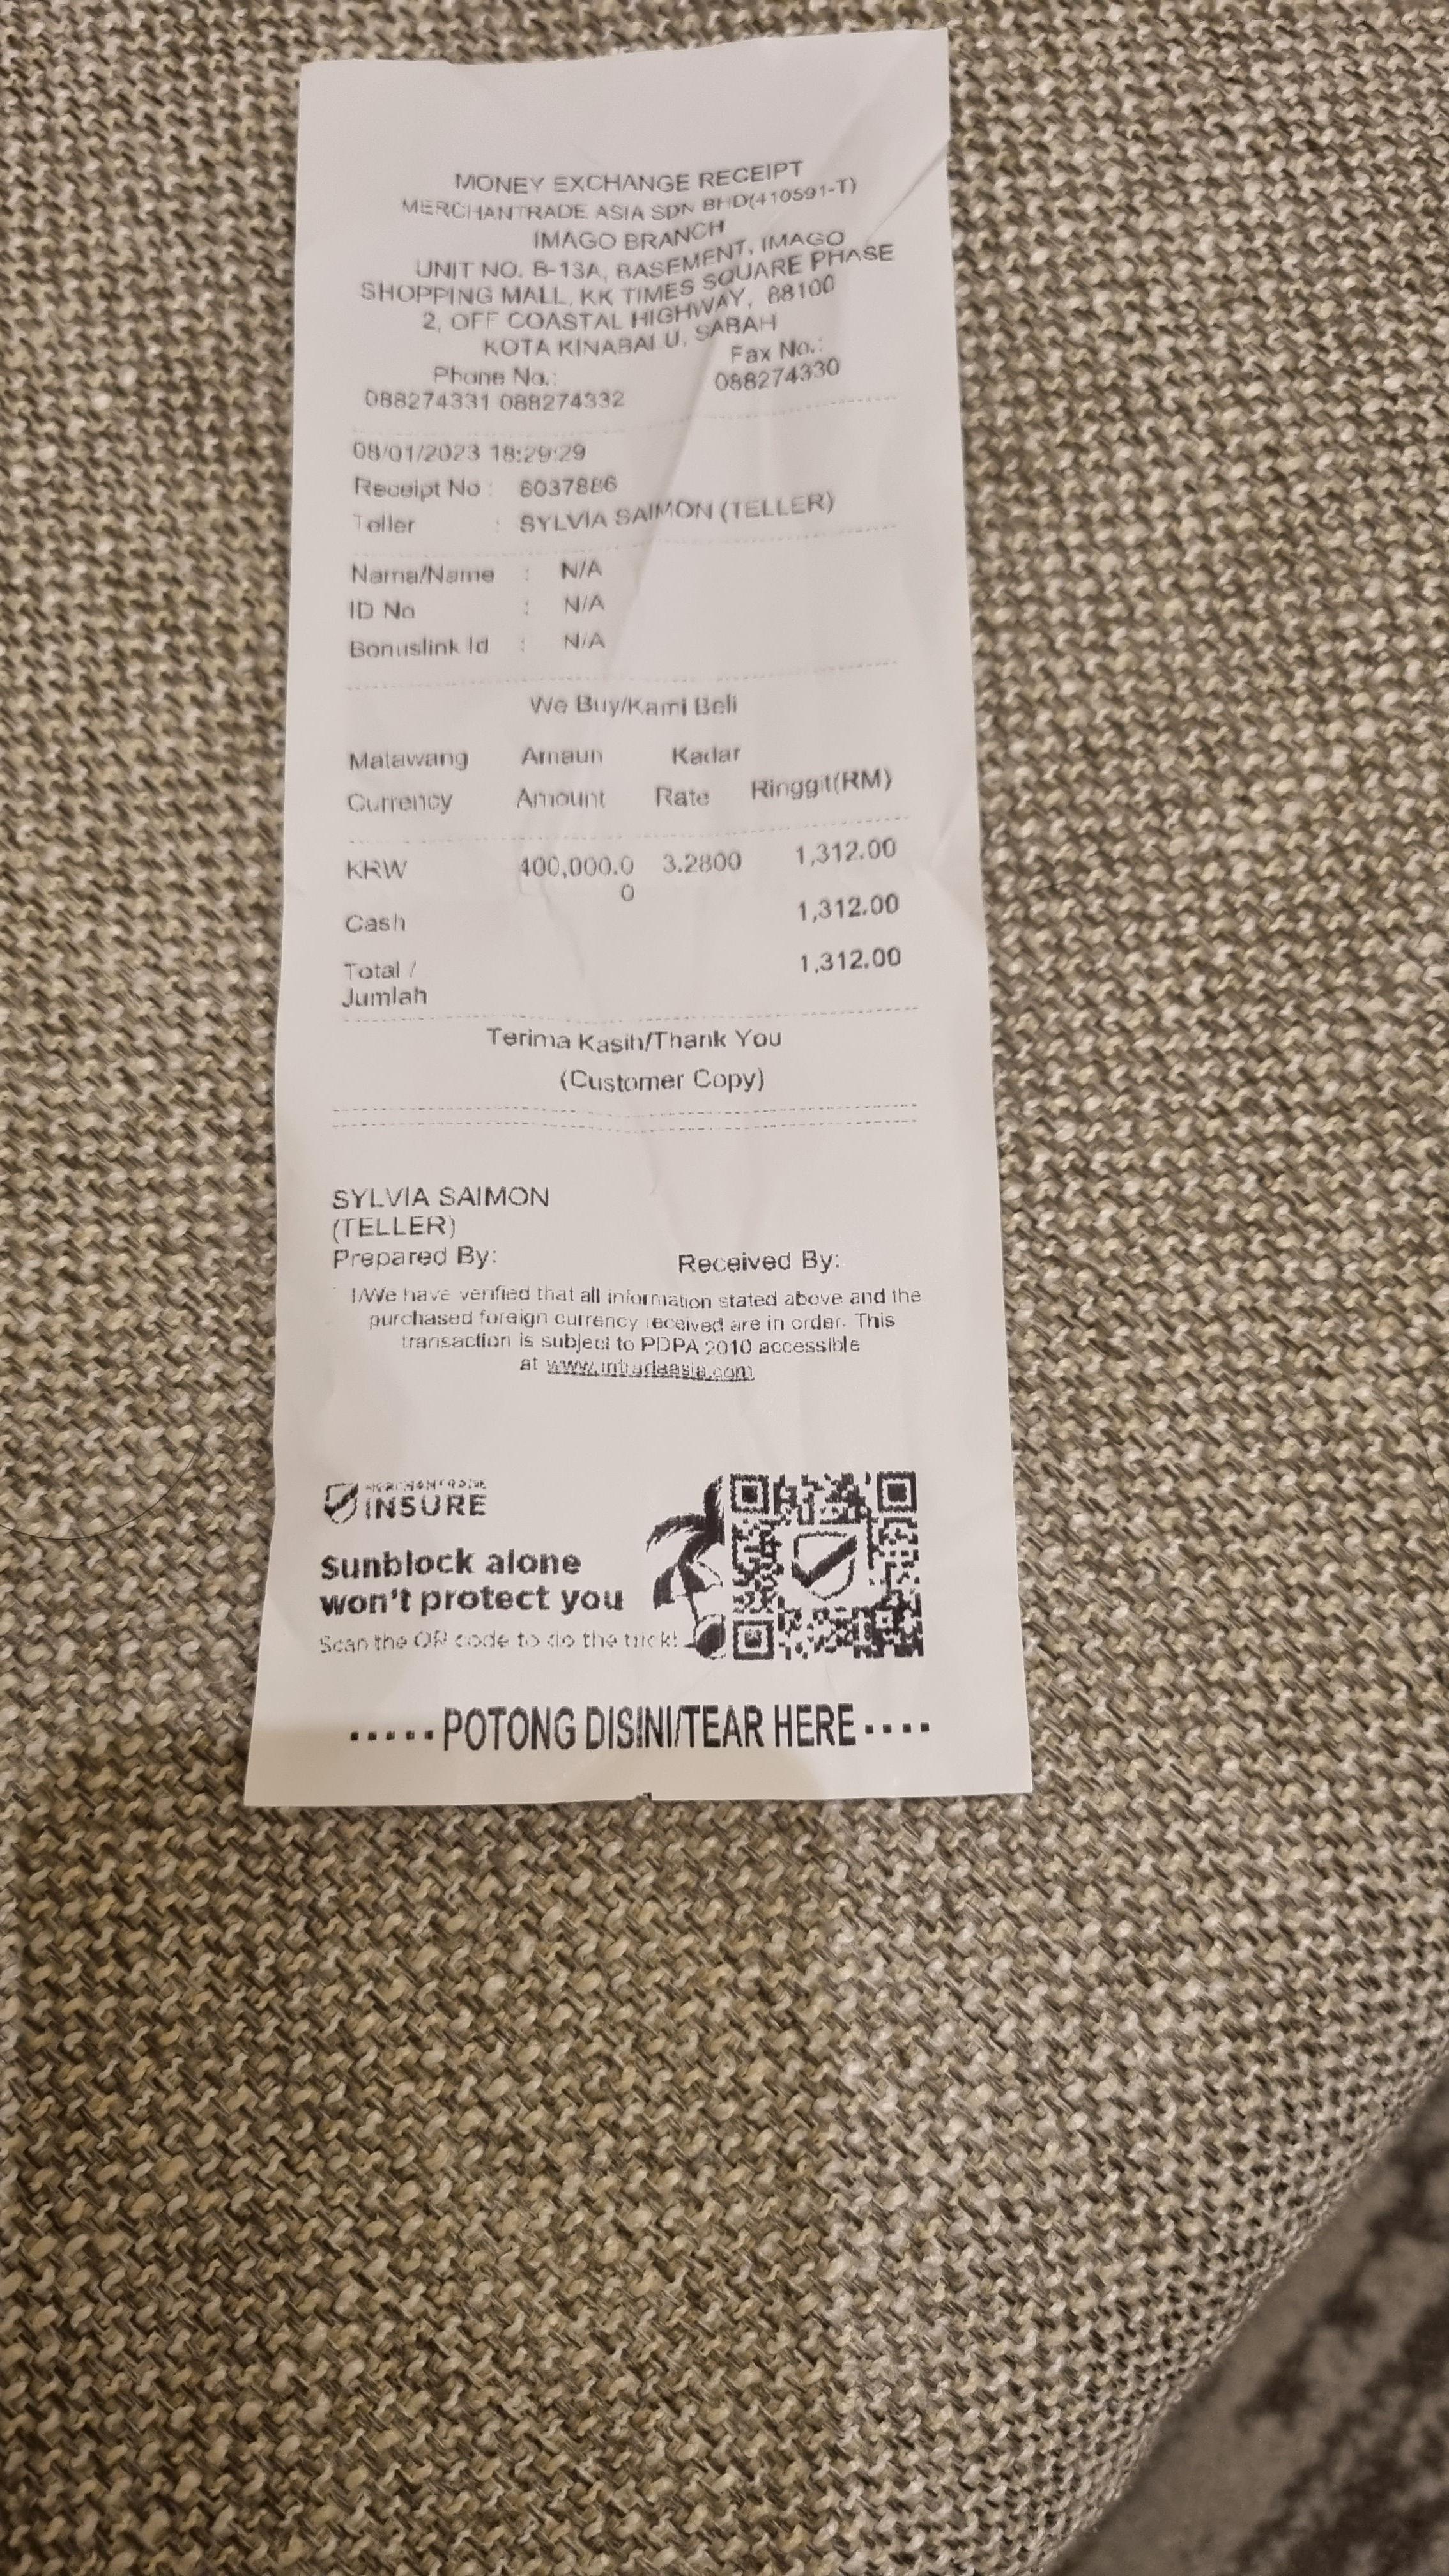 MONEY EXCHANGE RECEIPT
MERCHANTRADE ASIA SDN BHD(410591-T)
IMAGO BRANCH
UNIT NO. B-13A, BASEMENT, IMAGO
SHOPPING MALL, KK TIMES SQUARE PHASE
2, OFF COASTAL HIGHWAY, 88100
KOTA KINABALU, SABAH
Phone No.: Fax No.:
088274331 088274332 088274330
08/01/2023 18:29:29
Receipt No : 6037886
Teller : SYLVIA SAIMON (TELLER)
Nama/Name : N/A
ID No : N/A
Bonuslink Id : N/A
We Buy/Kami Beli
Matawang Amaun Kadar
Currency Amount Rate Ringgit(RM)
KRW 400,000.0 3.2800 1,312.00
0
Cash 1,312.00
Total / 1,312.00
Jumlah
Terima Kasih/Thank You
(Customer Copy)
SYLVIA SAIMON
(TELLER)
Prepared By: Received By:
I/We have verified that all information stated above and the
purchased foreign currency received are in order. This
transaction is subject to PDPA 2010 accessible
at
MERCHANTRADE
INSURE
Sunblock alone
won't protect you
Scan the QR code to do the trick!
----- POTONG DISINI/TEAR HERE ----